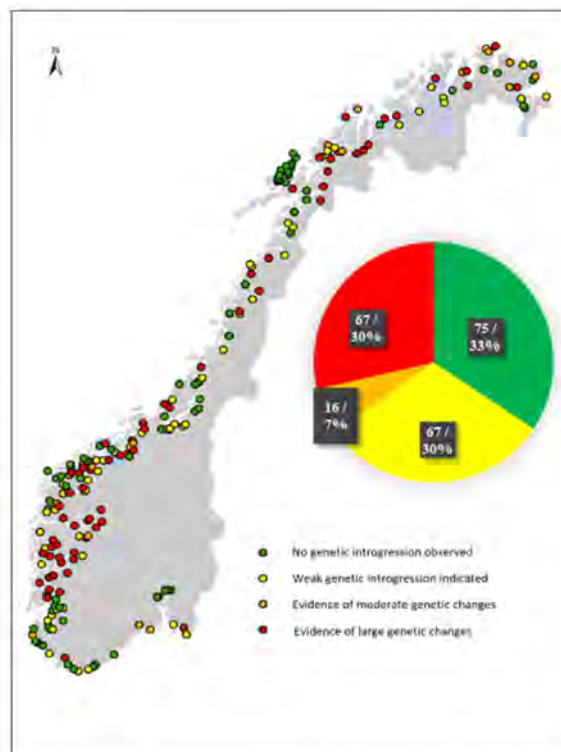 N
67 /
30%
75 /
33%
16 /
7%
67 /
30%
No genetic introgression observed
Weak genetic introgression indicated
Evidence of moderate genetic changes
Evidence of large genetic changes